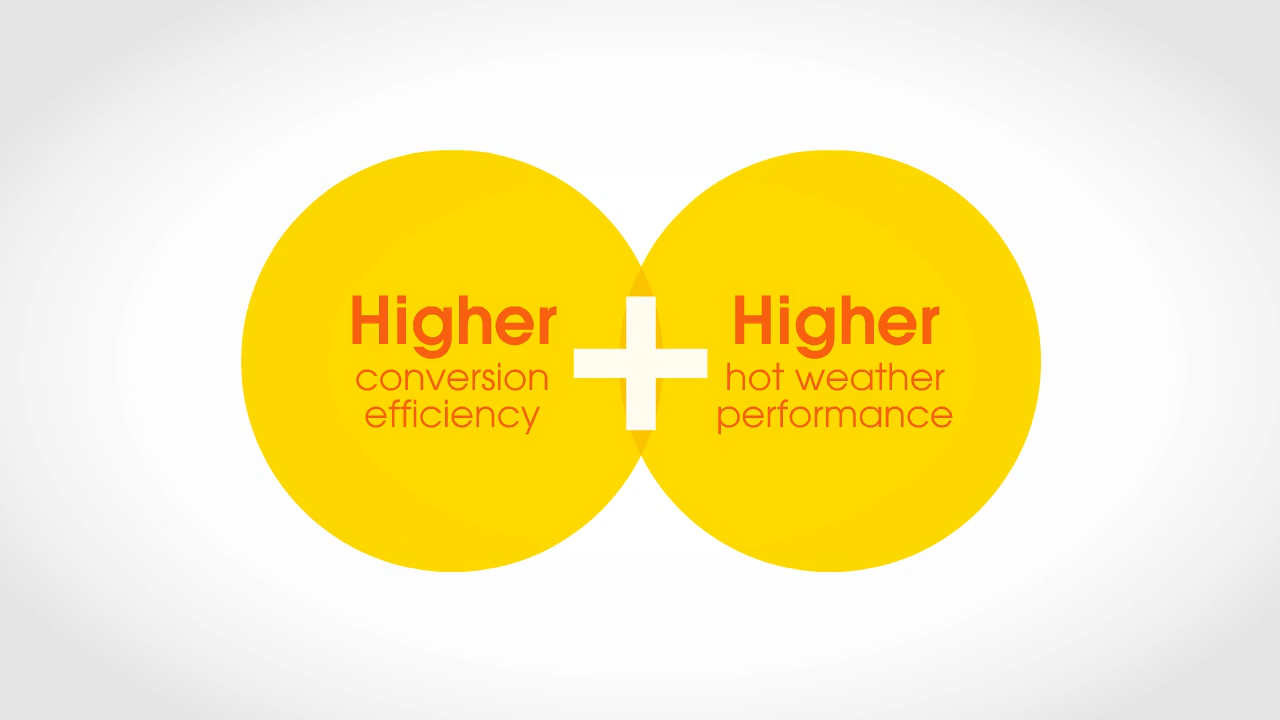 Higher
conversion
efficiency
+
Higher
hot weather
performance